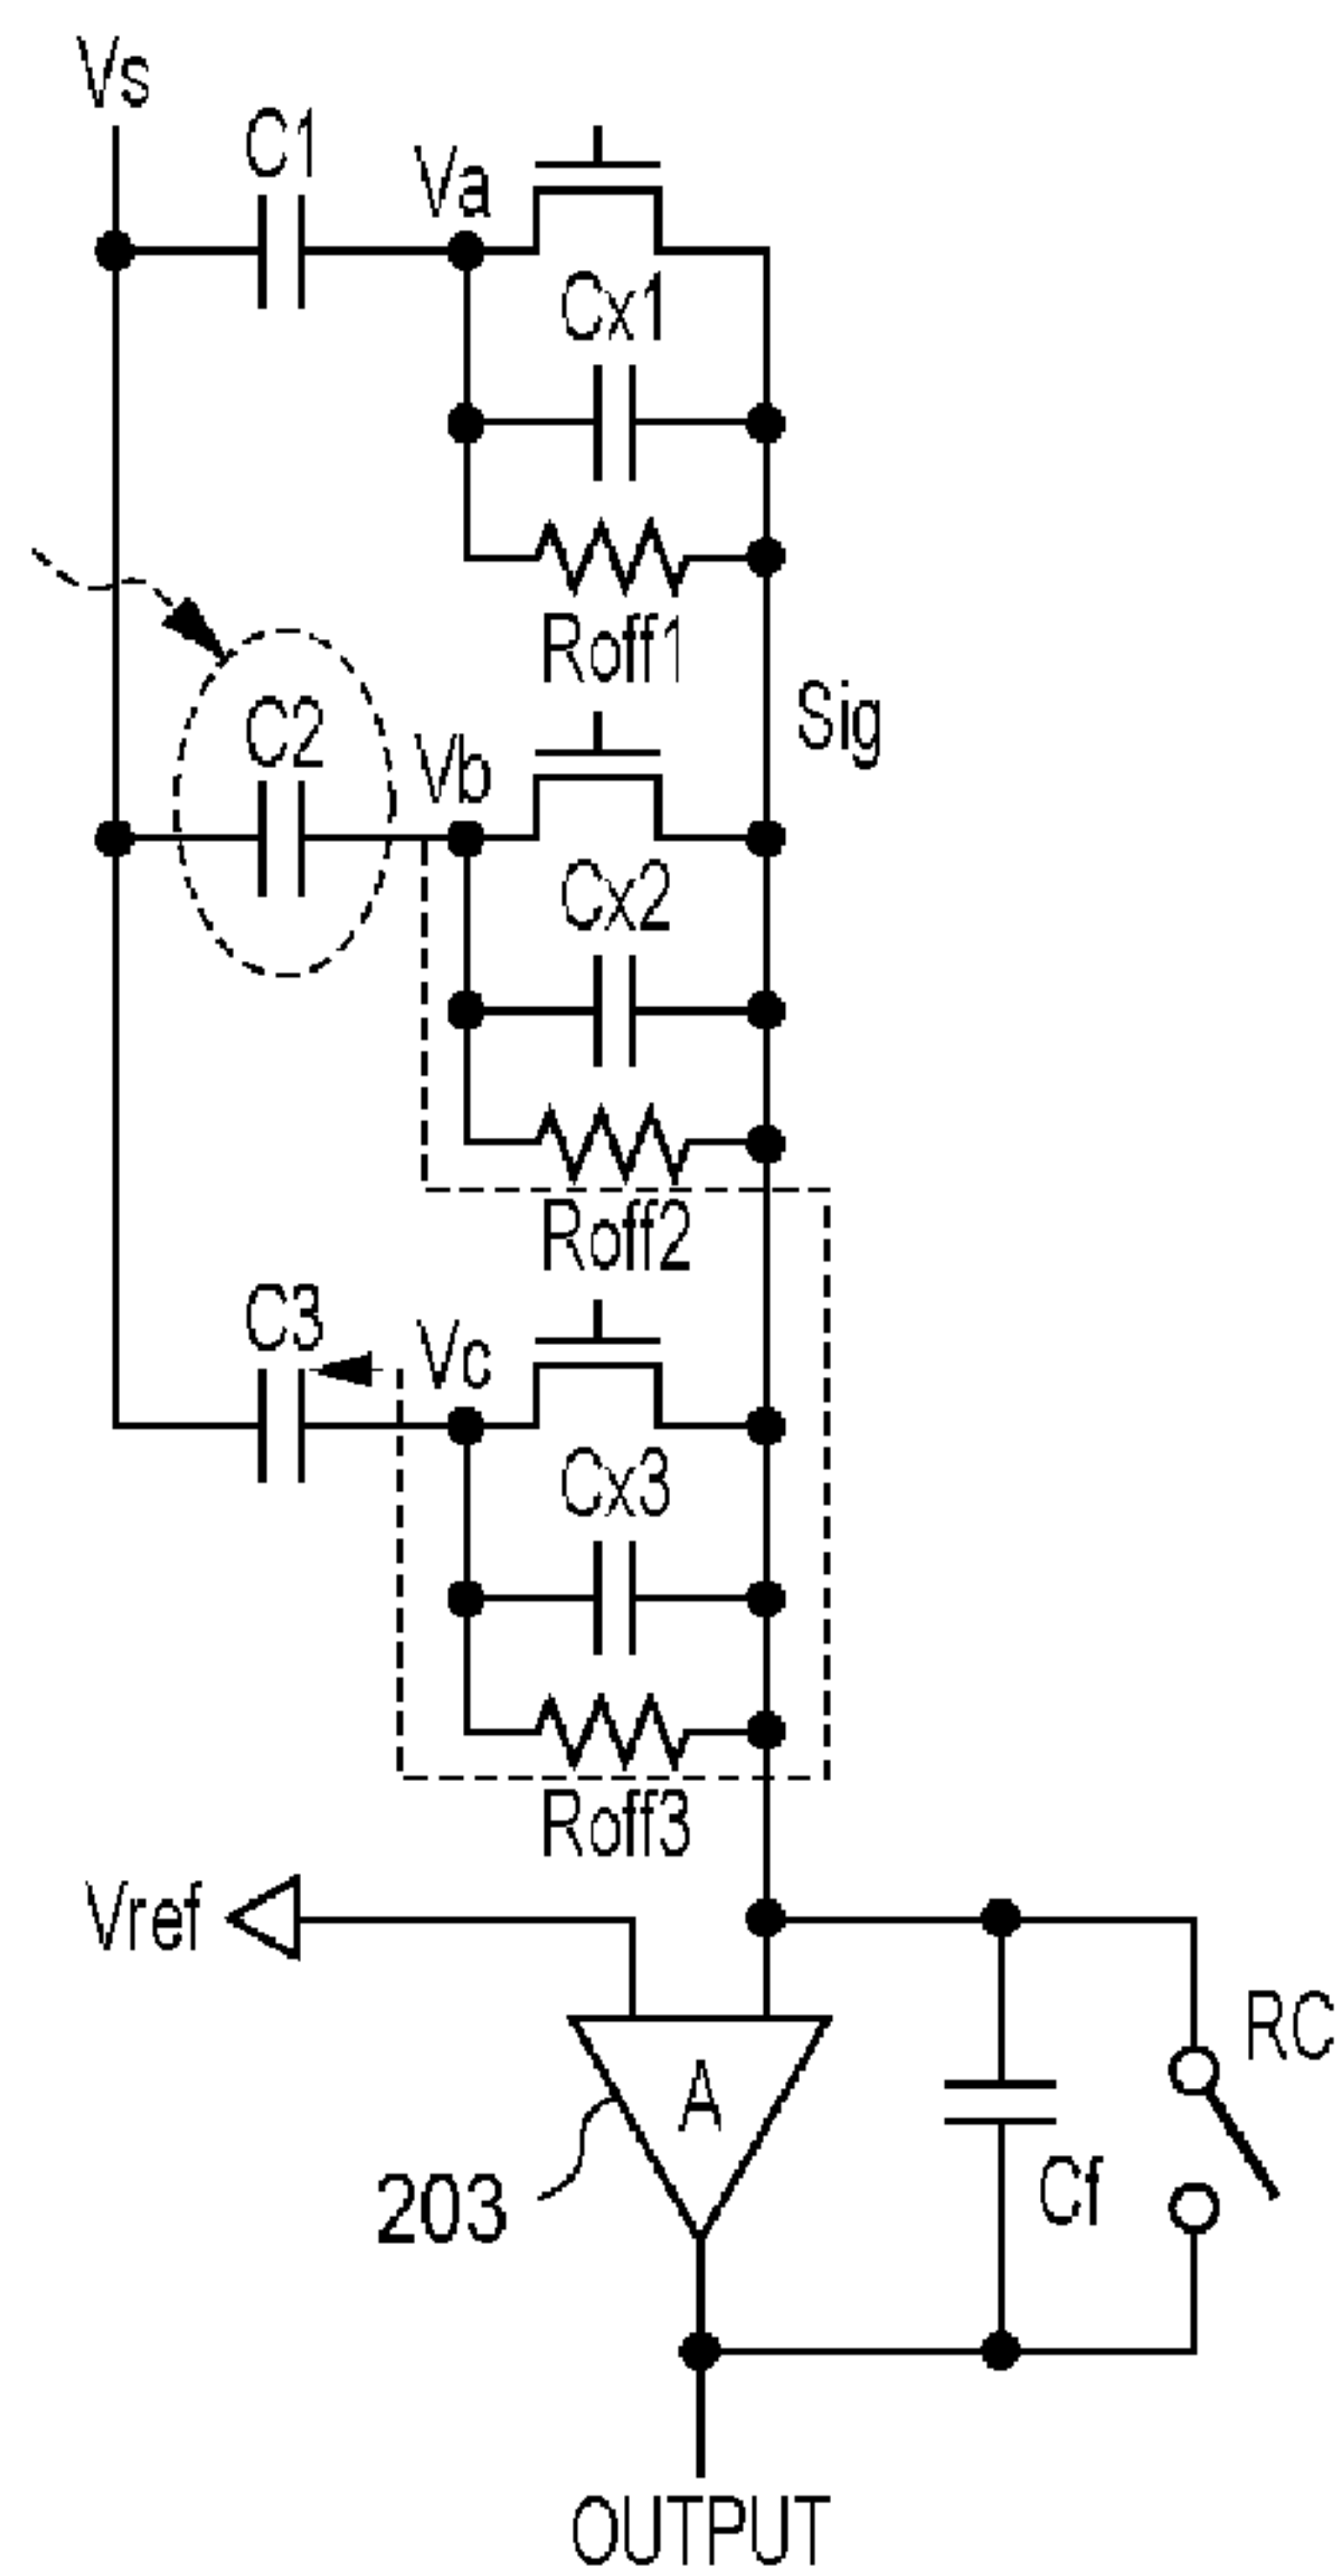 Vs
C1
Va
Cx1
Roff1
Sig
C2
Vb
Cx2
Roff2
C3
Vc
Cx3
Roff3
Vref
RC
A
Cf
203
OUTPUT